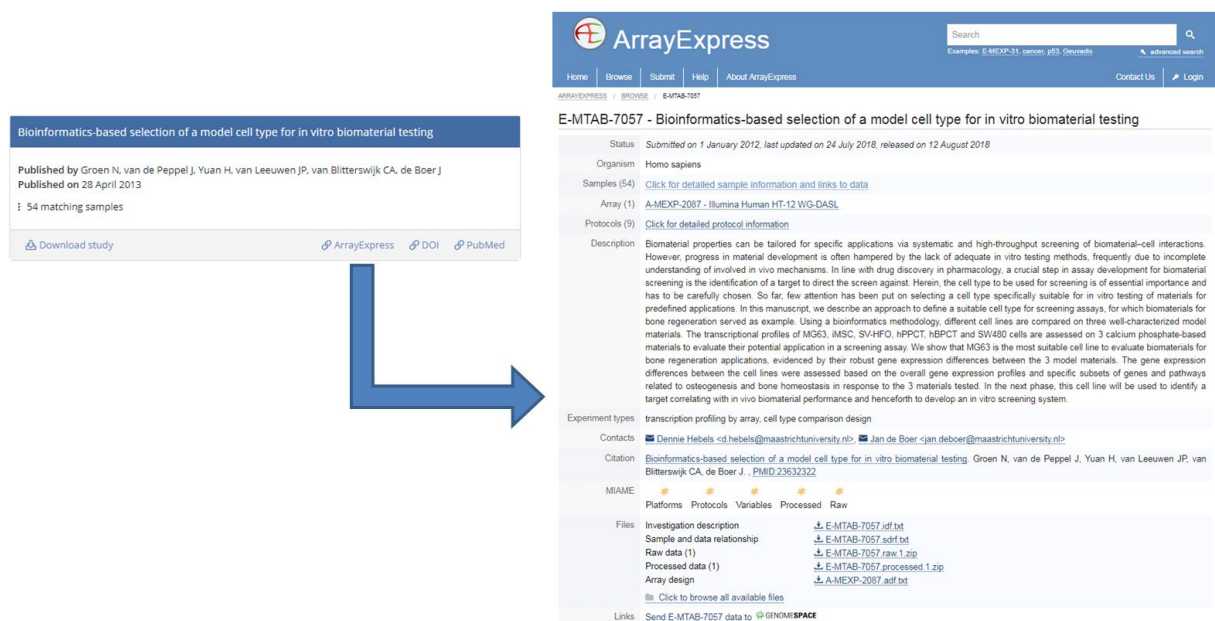 Bioinformatics-based selection of a model cell type for in vitro biomaterial testing
Published by Groen N, van de Peppel J, Yuan H, van Leeuwen JP, van Blitterswijk CA, de Boer J
Published on 28 April 2013
54 matching samples
Download study ArrayExpress DOI PubMed
ArrayExpress
Search
Examples: E-MEXP-31, cancer, p53, Geuvadis advanced search
Home Browse Submit Help About ArrayExpress Contact Us Login
ARRAYEXPRESS / BROWSE / E-MTAB-7057
E-MTAB-7057 - Bioinformatics-based selection of a model cell type for in vitro biomaterial testing
Status Submitted on 1 January 2012, last updated on 24 July 2018, released on 12 August 2018
Organism Homo sapiens
Samples (54) Click for detailed sample information and links to data
Array (1) A-MEXP-2087 - Illumina Human HT-12 WG-DASL
Protocols (9) Click for detailed protocol information
Description Biomaterial properties can be tailored for specific applications via systematic and high-throughput screening of biomaterial–cell interactions.
However, progress in material development is often hampered by the lack of adequate in vitro testing methods, frequently due to incomplete
understanding of involved in vivo mechanisms. In line with drug discovery in pharmacology, a crucial step in assay development for biomaterial
screening is the identification of a target to direct the screen against. Herein, the cell type to be used for screening is of essential importance and
has to be carefully chosen. So far, few attention has been put on selecting a cell type specifically suitable for in vitro testing of materials for
predefined applications. In this manuscript, we describe an approach to define a suitable cell type for screening assays, for which biomaterials for
bone regeneration served as example. Using a bioinformatics methodology, different cell lines are compared on three well-characterized model
materials. The transcriptional profiles of MG63, iMSC, SV-HFO, hPPCT, hBPCT and SW480 cells are assessed on 3 calcium phosphate-based
materials to evaluate their potential application in a screening assay. We show that MG63 is the most suitable cell line to evaluate biomaterials for
bone regeneration applications, evidenced by their robust gene expression differences between the 3 model materials. The gene expression
differences between the cell lines were assessed based on the overall gene expression profiles and specific subsets of genes and pathways
related to osteogenesis and bone homeostasis in response to the 3 materials tested. In the next phase, this cell line will be used to identify a
target correlating with in vivo biomaterial performance and henceforth to develop an in vitro screening system.
Experiment types transcription profiling by array, cell type comparison design
Contacts Dennie Hebels <d.hebels@maastrichtuniversity.nl>, Jan de Boer <jan.deboer@maastrichtuniversity.nl>
Citation Bioinformatics-based selection of a model cell type for in vitro biomaterial testing. Groen N, van de Peppel J, Yuan H, van Leeuwen JP, van
Blitterswijk CA, de Boer J. , PMID:23632322
MIAME
Platforms Protocols Variables Processed Raw
Files Investigation description E-MTAB-7057.idf.txt
Sample and data relationship E-MTAB-7057.sdrf.txt
Raw data (1) E-MTAB-7057.raw.1.zip
Processed data (1) E-MTAB-7057.processed.1.zip
Array design A-MEXP-2087.adf.txt
Click to browse all available files
Links Send E-MTAB-7057 data to GENOMESPACE